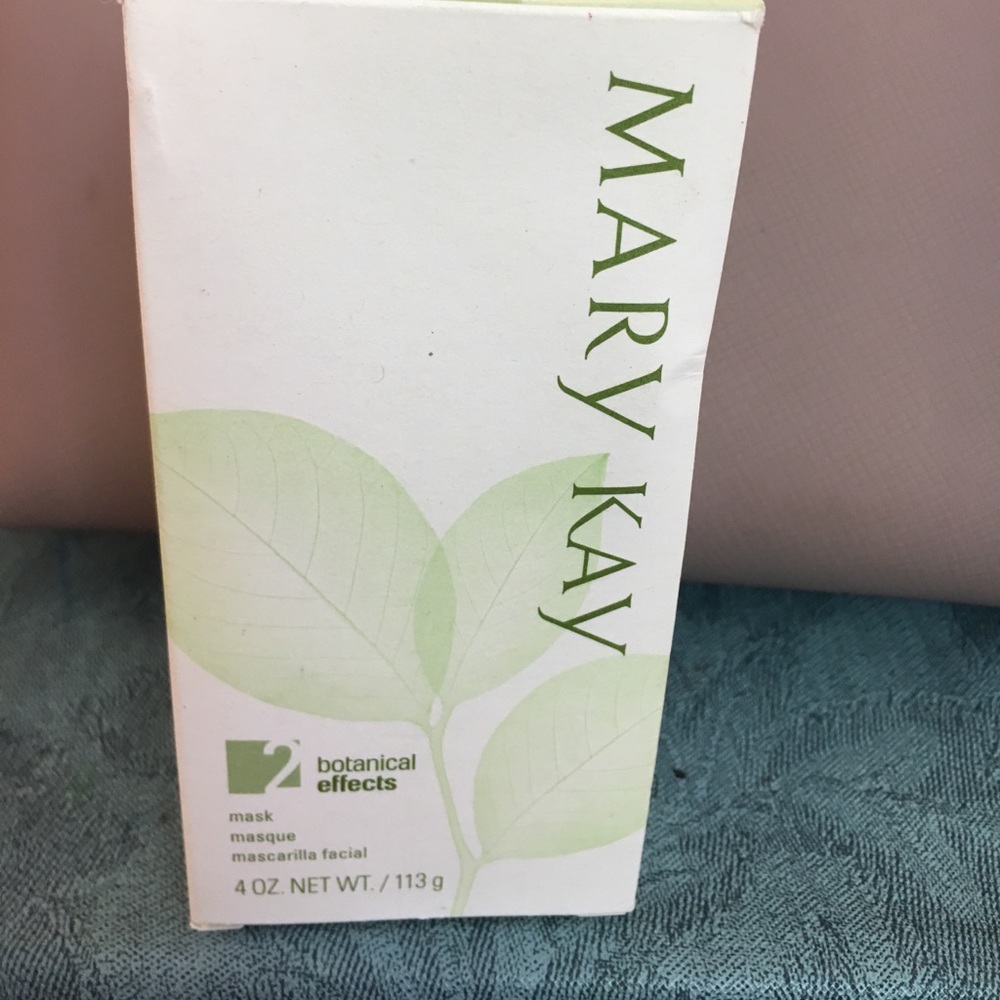 MARY KAY
2
botanical
effects
mask
masque
mascarilla facial
4 OZ. NET WT. / 113 g